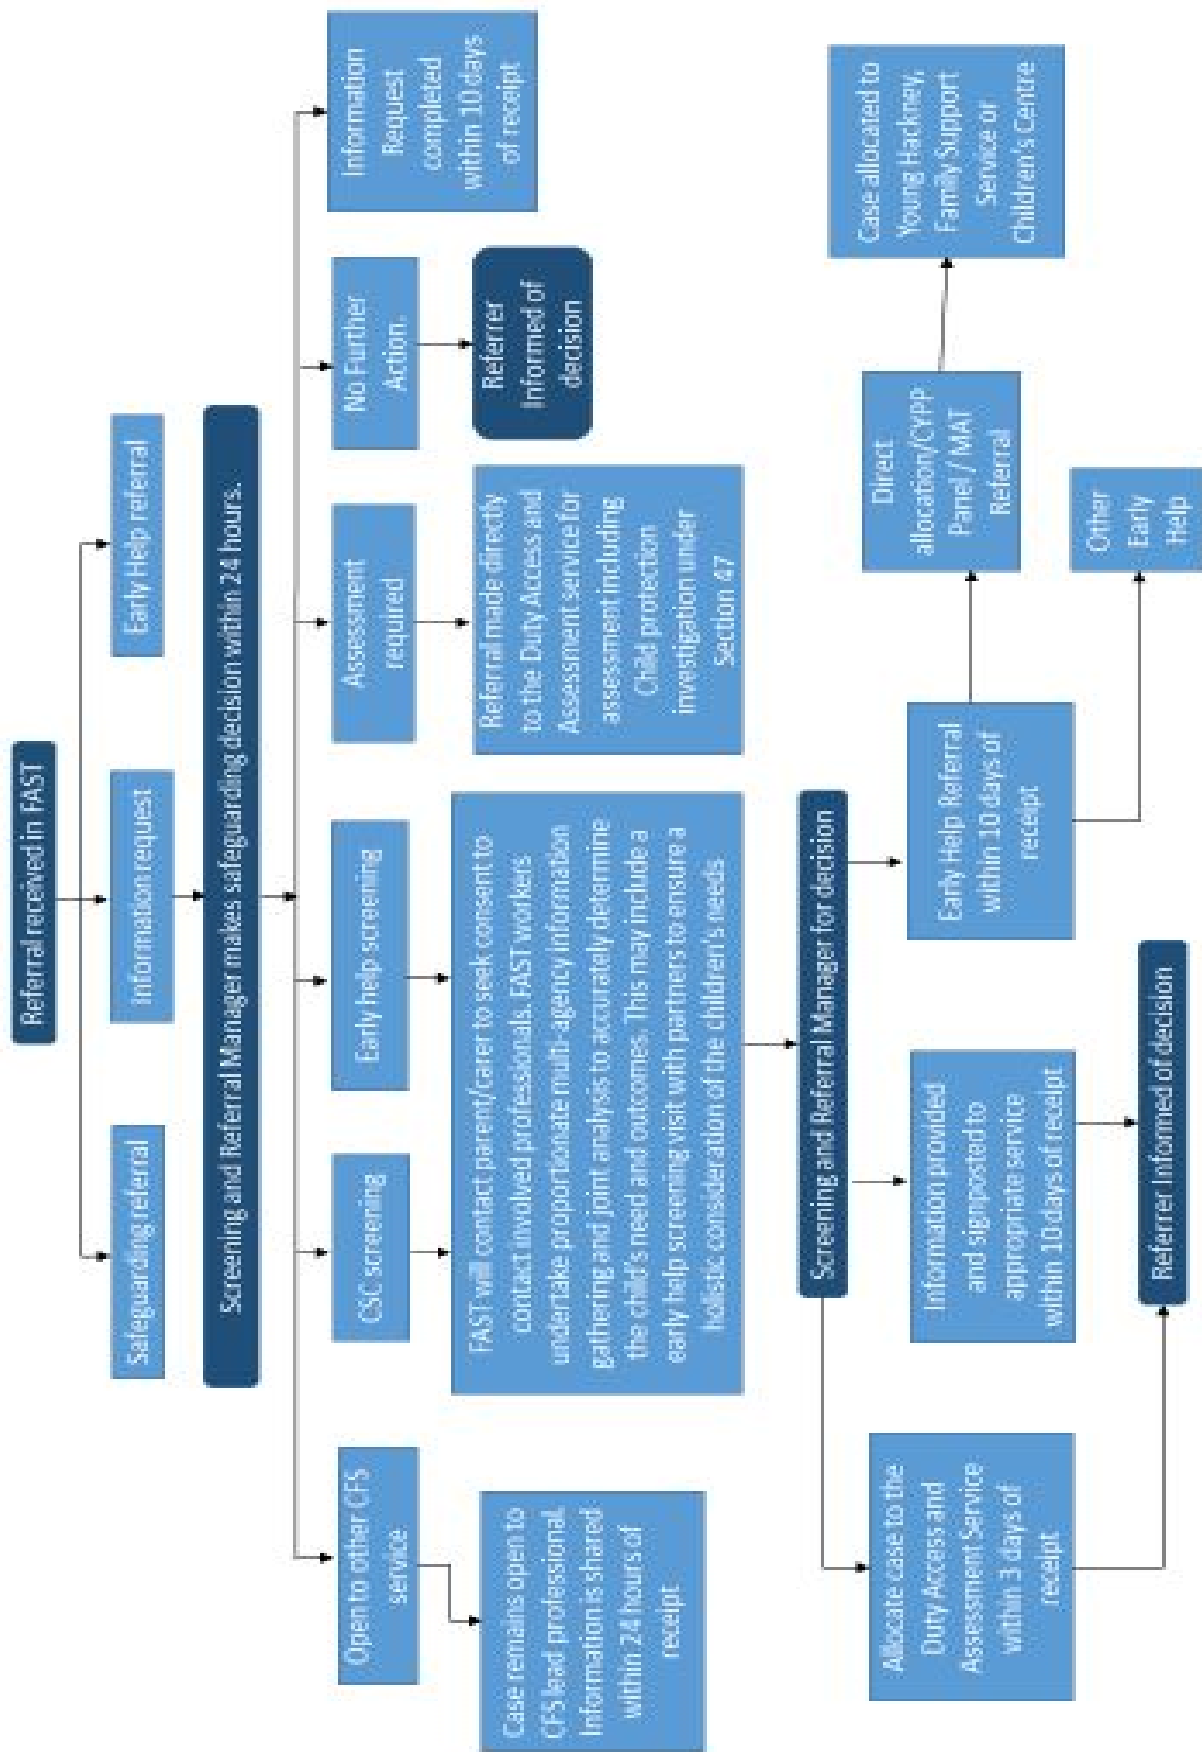 Referral received in FAST
Safeguarding referral
Information request
Early Help referral
Screening and Referral Manager makes safeguarding decision within 24 hours.
Open to other CFS
service.
CSC screening
Early help screening
Assessment
required
No Further
Action.
Information
Request
completed
within 10 days
of receipt
Case remains open to
CFS lead professional.
Information is shared
within 24 hours of
receipt
FAST will contact parent/carer to seek consent to
contact involved professionals. FAST workers
undertake proportionate multi-agency information
gathering and joint analysis to accurately determine
the child's need and outcomes. This may include a
early help screening visit with partners to ensure a
holistic consideration of the children's needs
Referral made directly
to the Duty Access and
Assessment service for
assessment including
Child protection
investigation under
Section 47
Referrer
Informed of
decision
Screening and Referral Manager for decision
Allocate case to the
Duty Access and
Assessment Service
within 3 days of
receipt
Information provided
and signposted to
appropriate service
within 10 days of receipt
Early Help Referral
within 10 days of
receipt
Direct
allocation/CYPP
Panel / MAT
Referral
Case allocated to
Young Hackney,
Family Support
Service or
Children's Centre
Other
Early
Help
Referrer Informed of decision